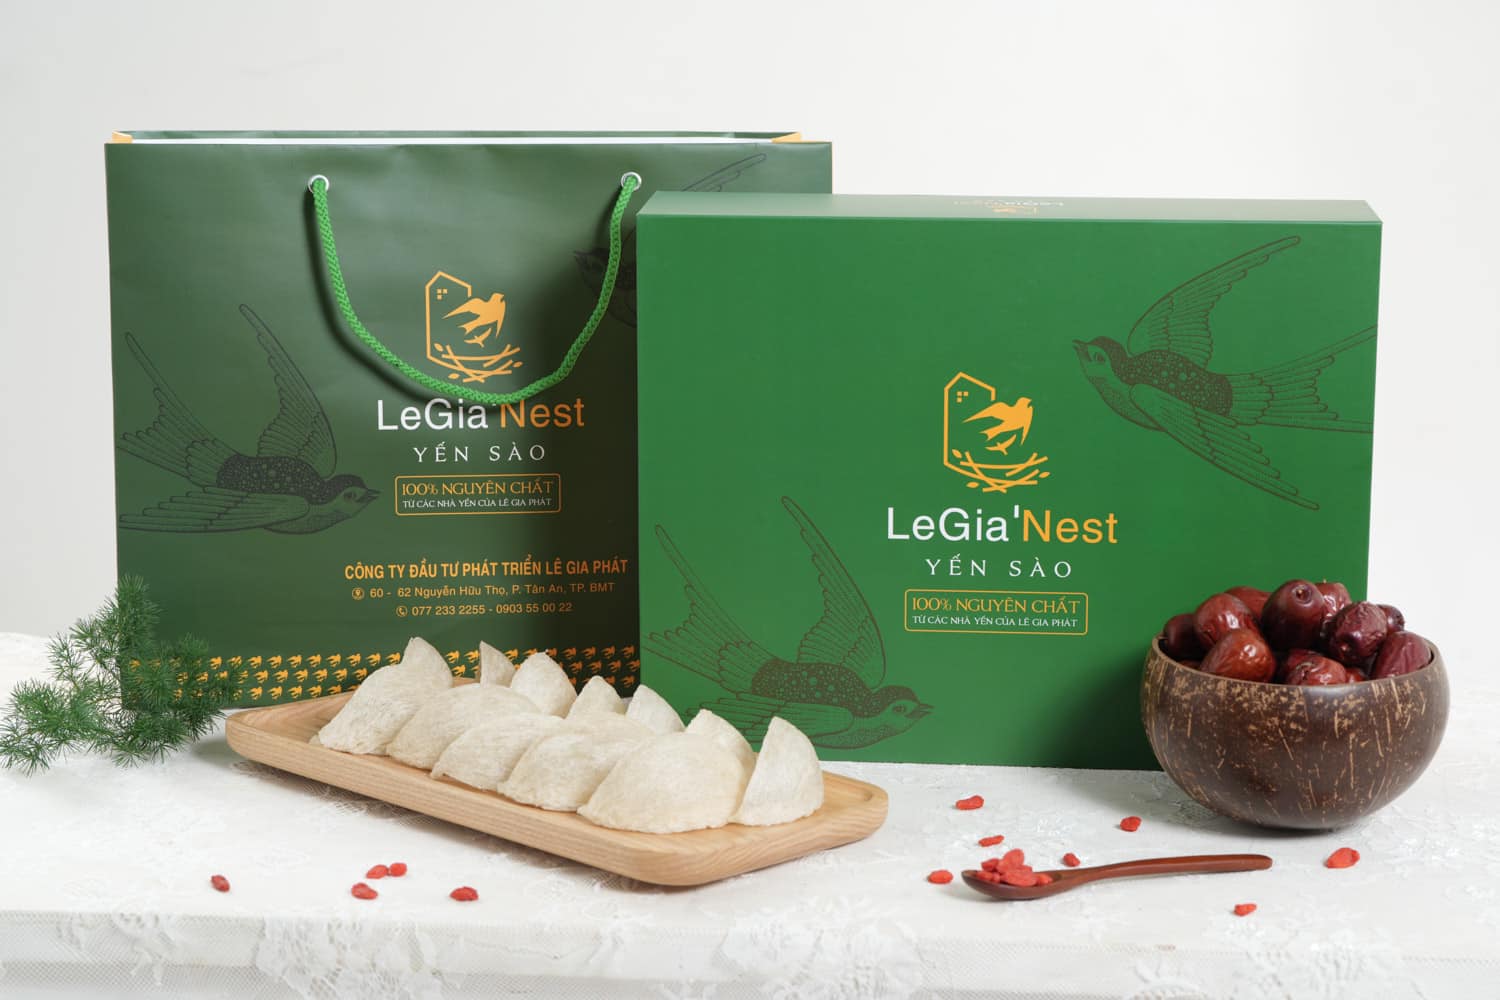 LeGia'Nest
YẾN SÀO
100% NGUYÊN CHẤT
TỪ CÁC NHÀ YẾN CỦA LÊ GIA PHÁT
CÔNG TY ĐẦU TƯ PHÁT TRIỂN LÊ GIA PHÁT
60 - 62 Nguyễn Hữu Thọ, P. Tân An, TP. BMT
077 233 2255 - 0903 55 00 22
LeGia'Nest
YẾN SÀO
100% NGUYÊN CHẤT
TỪ CÁC NHÀ YẾN CỦA LÊ GIA PHÁT